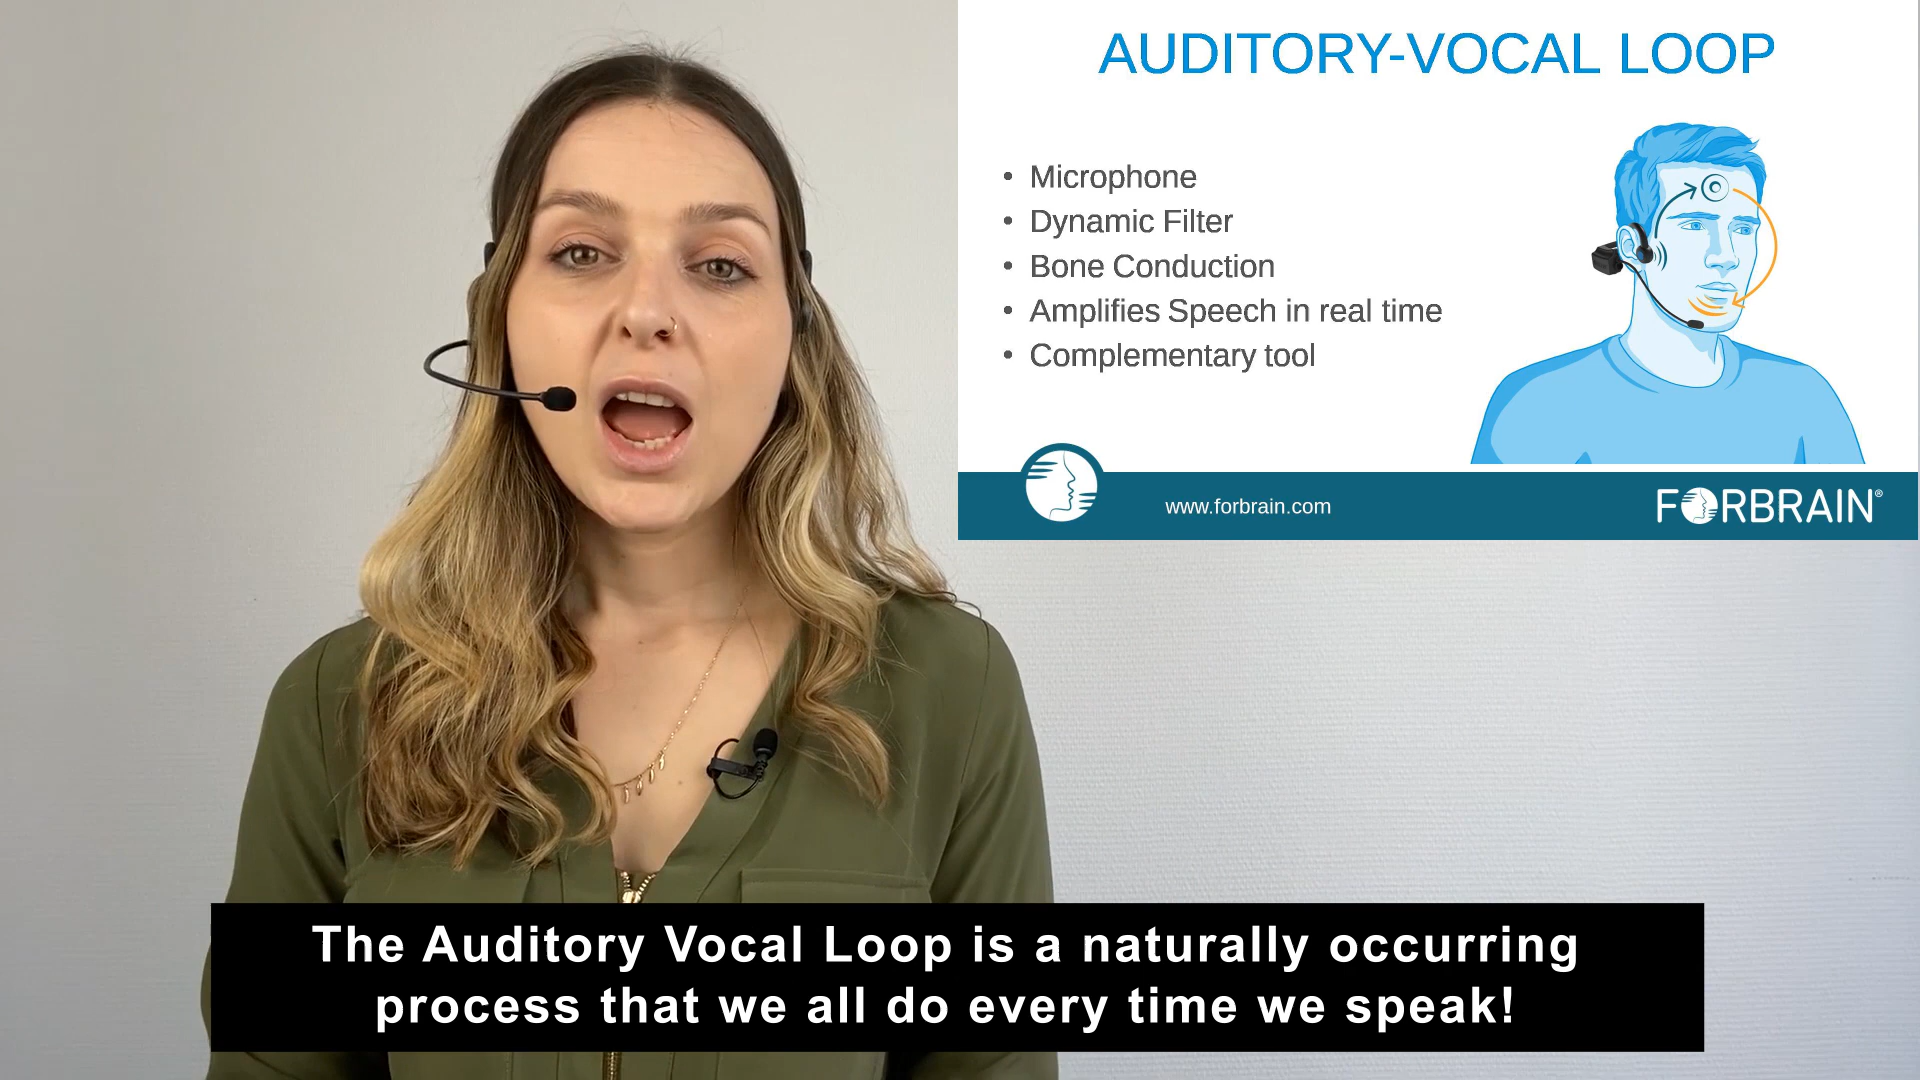 AUDITORY-VOCAL LOOP
• Microphone
• Dynamic Filter
• Bone Conduction
• Amplifies Speech in real time
• Complementary tool
www.forbrain.com
FORBRAIN®
The Auditory Vocal Loop is a naturally occurring
process that we all do every time we speak!